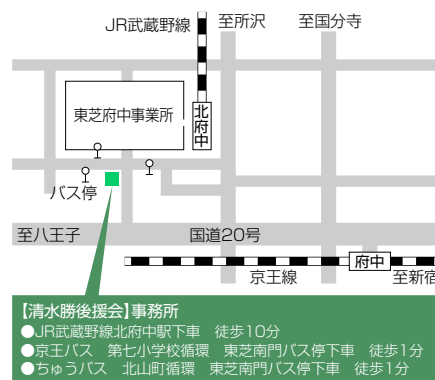 JR武蔵野線
至所沢
至国分寺
東芝府中事業所
北府中
バス停
至八王子
国道20号
府中
京王線
至新宿
【清水勝後援会】事務所
●JR武蔵野線北府中駅下車　徒歩10分
●京王バス　第七小学校循環　東芝南門バス停下車　徒歩1分
●ちゅうバス　北山町循環　東芝南門バス停下車　徒歩1分